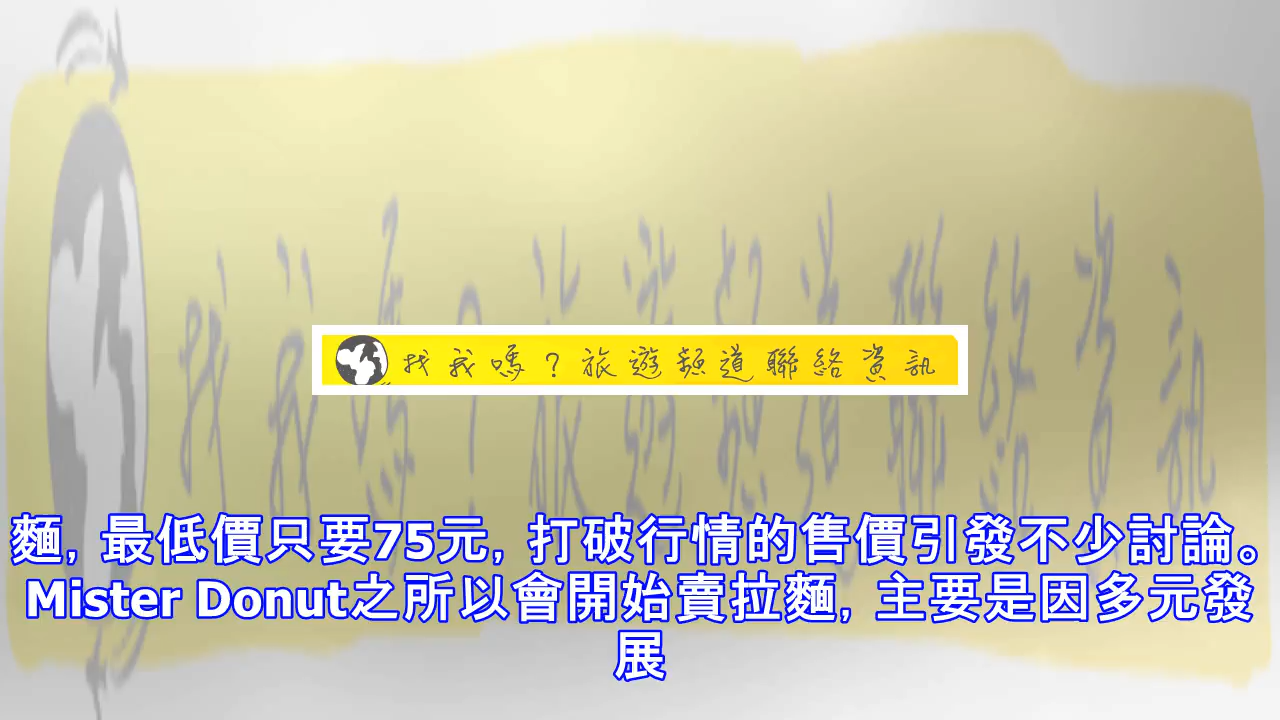 找我嗎？旅遊頻道聯絡資訊
麵, 最低價只要75元, 打破行情的售價引發不少討論。
Mister Donut之所以會開始賣拉麵, 主要是因多元發
展